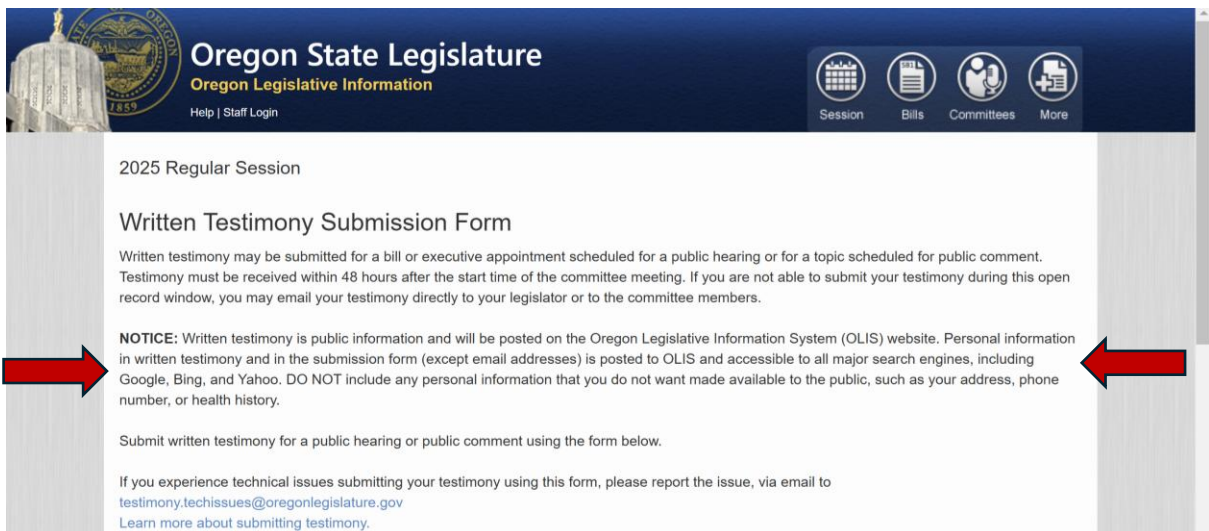 Oregon State Legislature
Oregon Legislative Information
Help | Staff Login
Session
Bills
Committees
More
1859
2025 Regular Session
Written Testimony Submission Form
Written testimony may be submitted for a bill or executive appointment scheduled for a public hearing or for a topic scheduled for public comment.
Testimony must be received within 48 hours after the start time of the committee meeting. If you are not able to submit your testimony during this open
record window, you may email your testimony directly to your legislator or to the committee members.
NOTICE: Written testimony is public information and will be posted on the Oregon Legislative Information System (OLIS) website. Personal information
in written testimony and in the submission form (except email addresses) is posted to OLIS and accessible to all major search engines, including
Google, Bing, and Yahoo. DO NOT include any personal information that you do not want made available to the public, such as your address, phone
number, or health history.
Submit written testimony for a public hearing or public comment using the form below.
If you experience technical issues submitting your testimony using this form, please report the issue, via email to
testimony.techissues@oregonlegislature.gov
Learn more about submitting testimony.